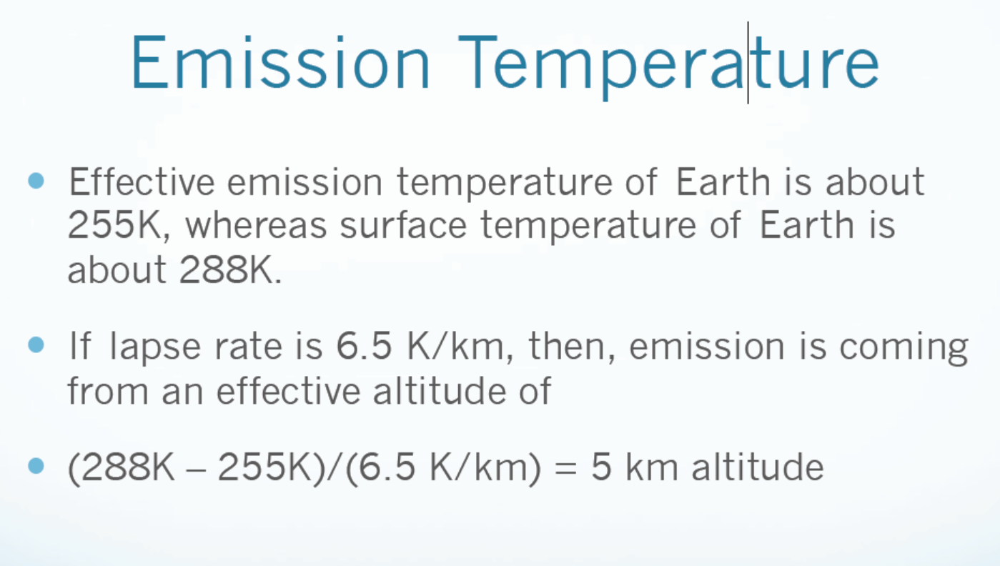 Emission Temperature
• Effective emission temperature of Earth is about
255K, whereas surface temperature of Earth is
about 288K.
• If lapse rate is 6.5 K/km, then, emission is coming
from an effective altitude of
• (288K – 255K)/(6.5 K/km) = 5 km altitude